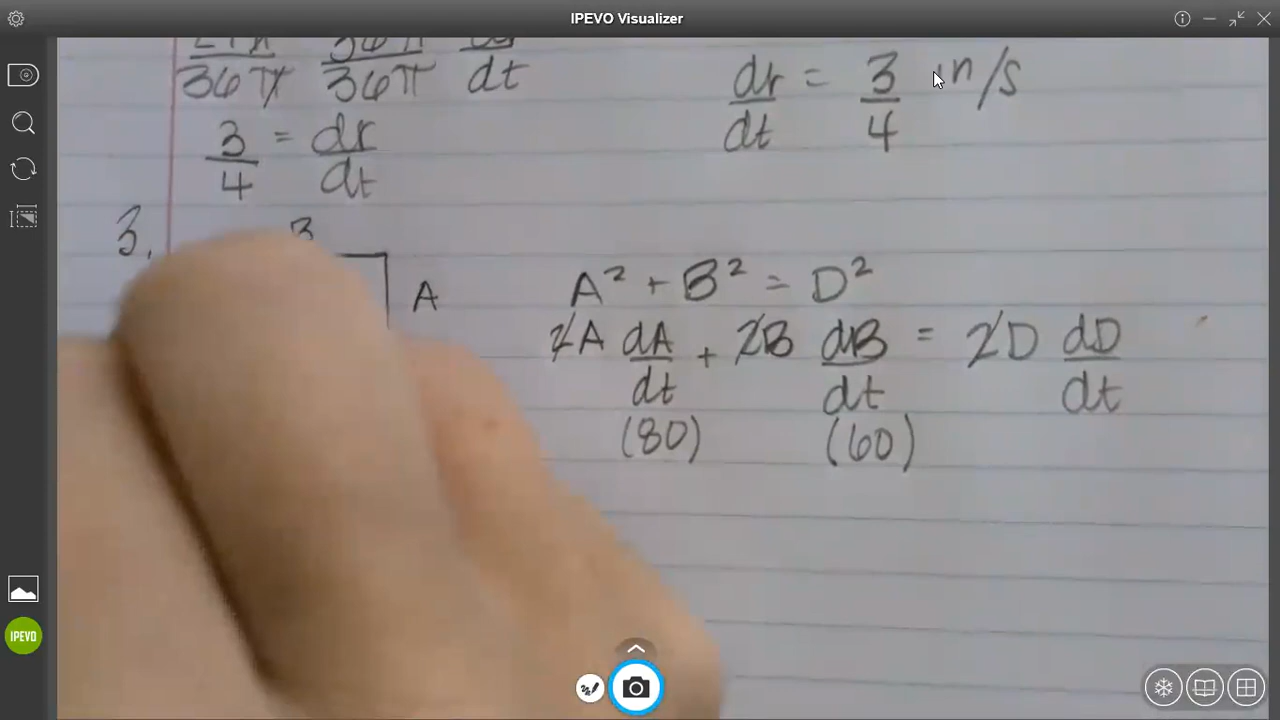 IPEVO Visualizer
36π 36π dt
dr/dt = 3/4 in/s
3/4 = dr/dt
3. B
A
A² + B² = D²
2A dA/dt + 2B dB/dt = 2D dD/dt
(80) (60)
IPEVO